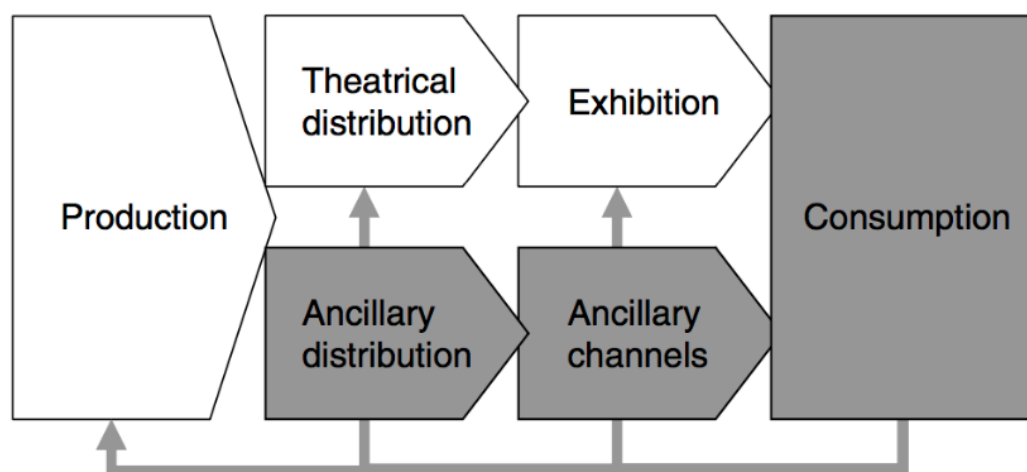 Production
Theatrical
distribution
Exhibition
Ancillary
distribution
Ancillary
channels
Consumption